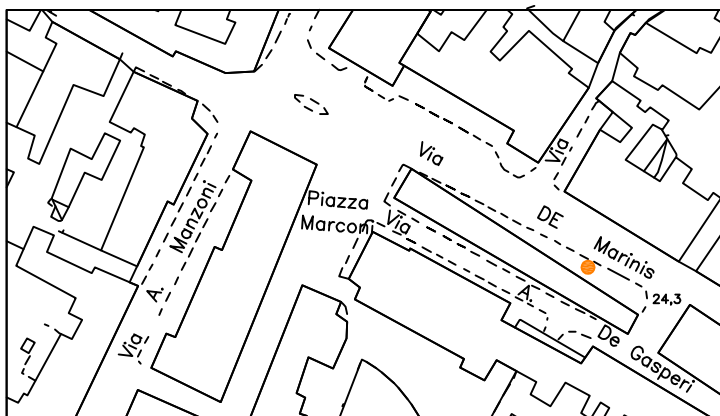 Via
Via
DE
Marinis
Piazza
Marconi
Via
A.
De Gasperi
24,3
Manzoni
A.
Via